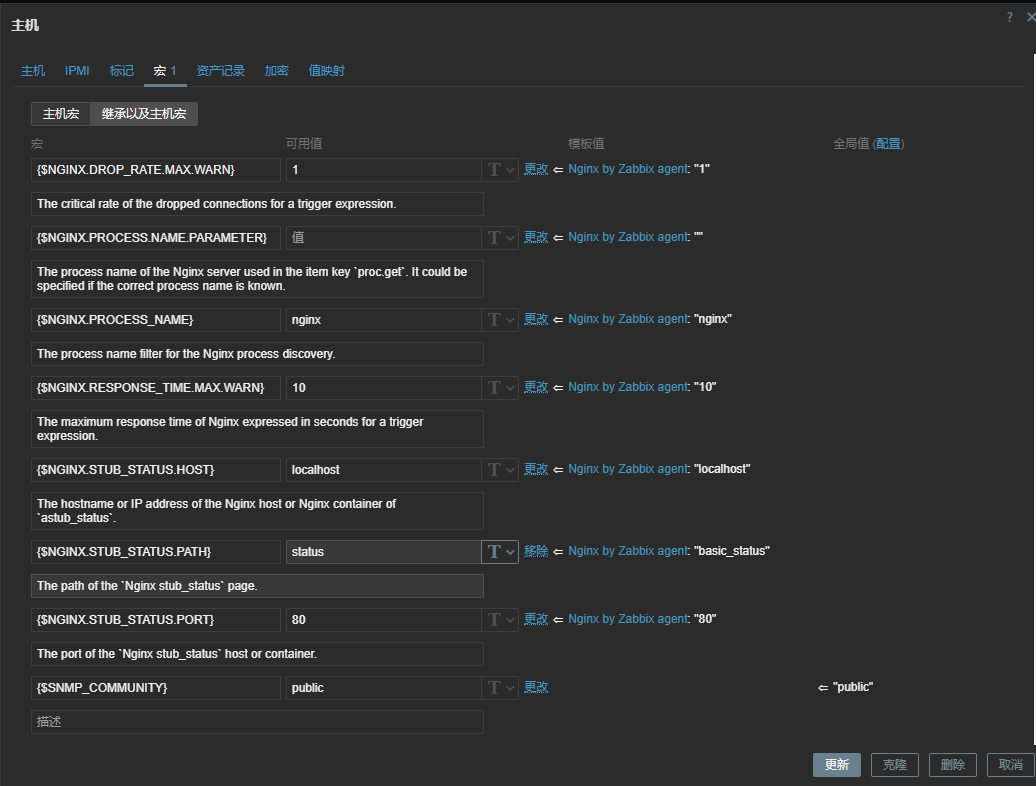 主机
?
主机 IPMI 标记 宏 1 资产记录 加密 值映射
主机宏 继承以及主机宏
宏 可用值 模板值 全局值 (配置)
{$NGINX.DROP_RATE.MAX.WARN} 1 T 更改 ⇐ Nginx by Zabbix agent: "1"
The critical rate of the dropped connections for a trigger expression.
{$NGINX.PROCESS.NAME.PARAMETER} 值 T 更改 ⇐ Nginx by Zabbix agent: ""
The process name of the Nginx server used in the item key `proc.get`. It could be
specified if the correct process name is known.
{$NGINX.PROCESS_NAME} nginx T 更改 ⇐ Nginx by Zabbix agent: "nginx"
The process name filter for the Nginx process discovery.
{$NGINX.RESPONSE_TIME.MAX.WARN} 10 T 更改 ⇐ Nginx by Zabbix agent: "10"
The maximum response time of Nginx expressed in seconds for a trigger
expression.
{$NGINX.STUB_STATUS.HOST} localhost T 更改 ⇐ Nginx by Zabbix agent: "localhost"
The hostname or IP address of the Nginx host or Nginx container of
`astub_status`.
{$NGINX.STUB_STATUS.PATH} status T 移除 ⇐ Nginx by Zabbix agent: "basic_status"
The path of the `Nginx stub_status` page.
{$NGINX.STUB_STATUS.PORT} 80 T 更改 ⇐ Nginx by Zabbix agent: "80"
The port of the `Nginx stub_status` host or container.
{$SNMP_COMMUNITY} public T 更改 ⇐ "public"
描述
更新 克隆 删除 取消